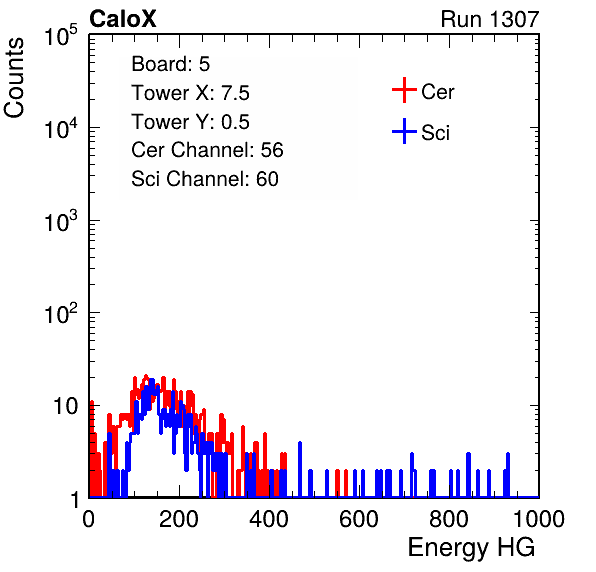 CaloX Run 1307
Counts
10^5
10^4
10^3
10^2
10
1
Board: 5
Tower X: 7.5
Tower Y: 0.5
Cer Channel: 56
Sci Channel: 60
Cer
Sci
0 200 400 600 800 1000
Energy HG